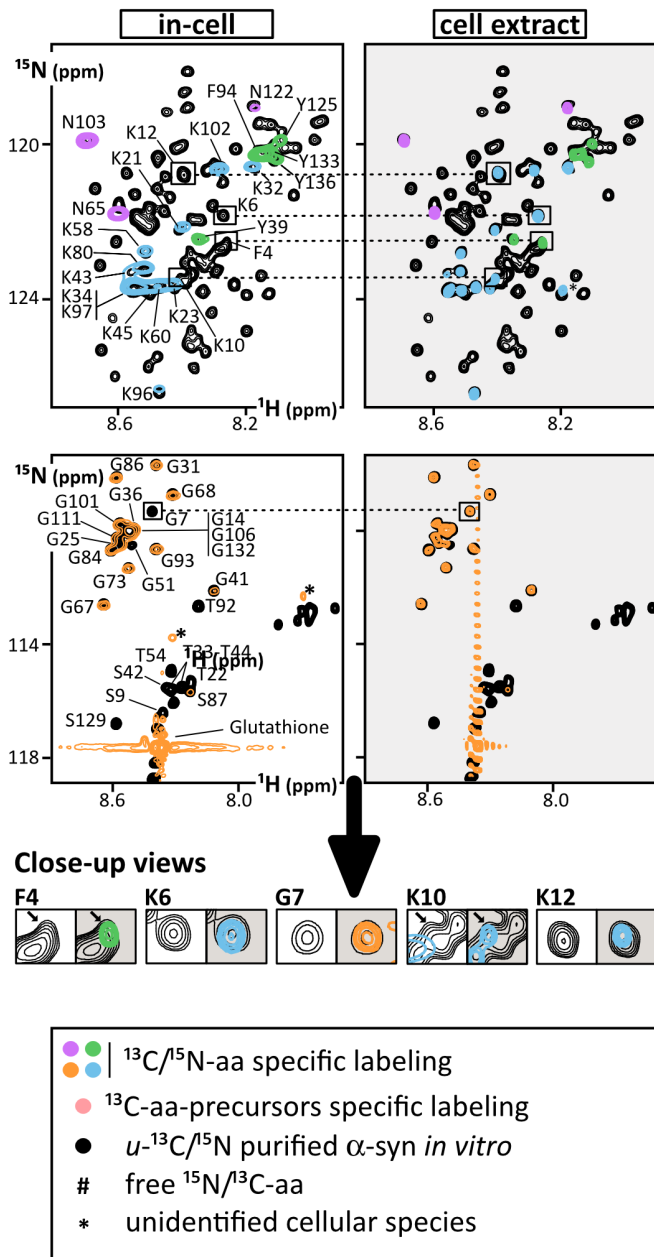 in-cell
cell extract
¹⁵N (ppm)
F94
N122
Y125
N103
K12
K102
K21
Y133
Y136
K32
N65
K6
K58
Y39
K80
F4
K43
K34
K97
K23
K45
K60
K10
K96
¹H (ppm)
120
124
8.6
8.2
8.6
8.2
*
¹⁵N (ppm)
G86
G31
G101
G36
G68
G111
G7
G14
G25
G106
G84
G93
G132
G73
G51
G41
*
G67
T92
*
114
¹H (ppm)
T54
T33
T44
S42
T22
S9
S87
S129
Glutathione
118
¹H (ppm)
8.6
8.0
8.6
8.0
Close-up views
F4
K6
G7
K10
K12
¹³C/¹⁵N-aa specific labeling
¹³C-aa-precursors specific labeling
u-¹³C/¹⁵N purified α-syn in vitro
# free ¹⁵N/¹³C-aa
* unidentified cellular species